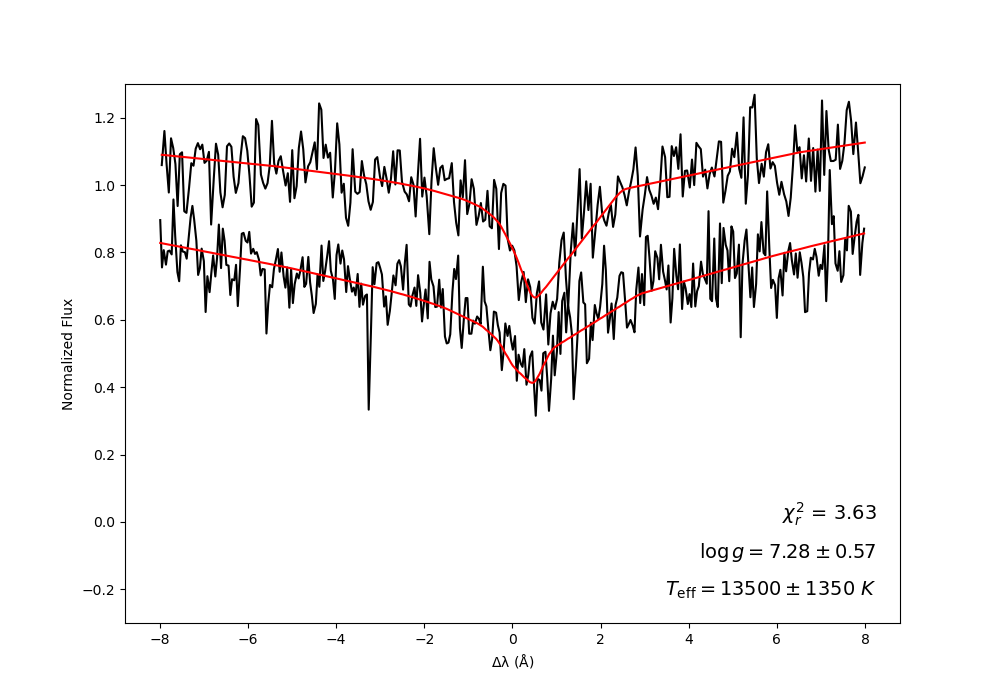 1.2
1.0
0.8
0.6
0.4
0.2
0.0
−0.2
Normalized Flux
χ²ᵣ = 3.63
log g = 7.28 ± 0.57
T_eff = 13500 ± 1350 K
−8 −6 −4 −2 0 2 4 6 8
Δλ (Å)